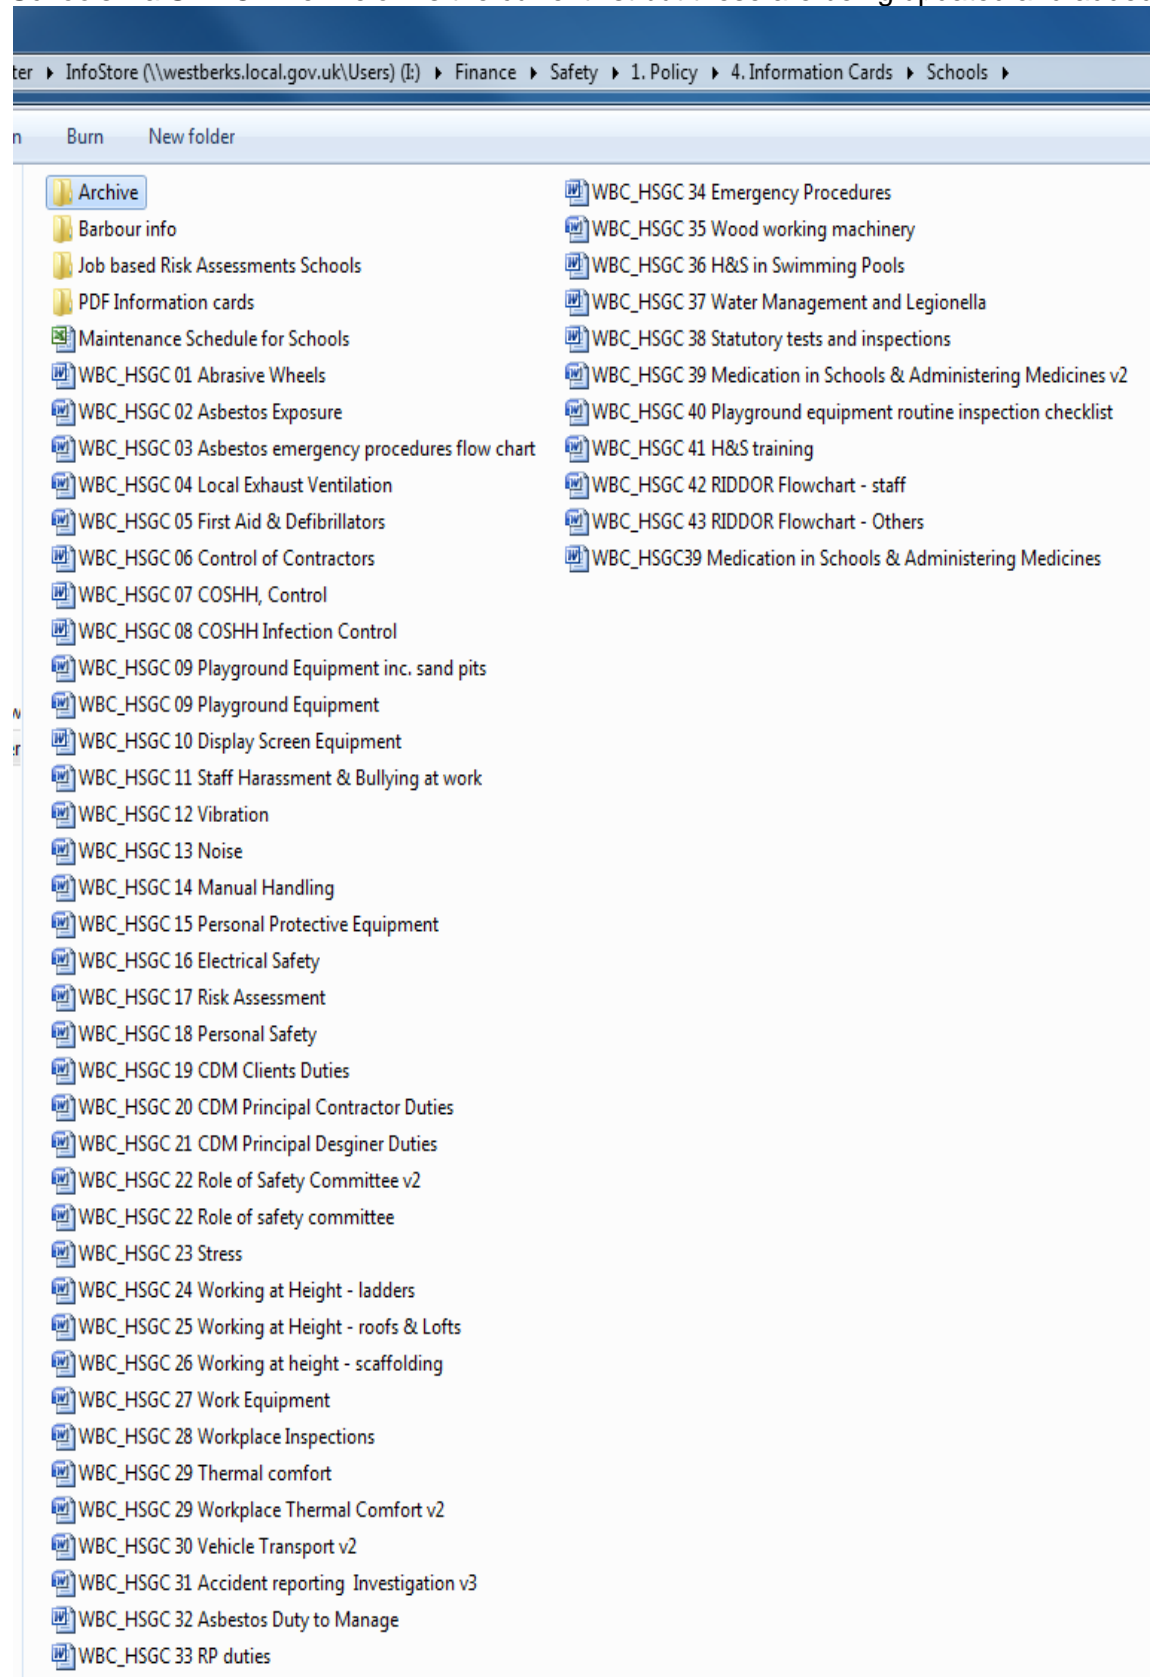 ter ▸ InfoStore (\\westberks.local.gov.uk\Users) (I:) ▸ Finance ▸ Safety ▸ 1. Policy ▸ 4. Information Cards ▸ Schools ▸
n Burn New folder
Archive
Barbour info
Job based Risk Assessments Schools
PDF Information cards
Maintenance Schedule for Schools
WBC_HSGC 01 Abrasive Wheels
WBC_HSGC 02 Asbestos Exposure
WBC_HSGC 03 Asbestos emergency procedures flow chart
WBC_HSGC 04 Local Exhaust Ventilation
WBC_HSGC 05 First Aid & Defibrillators
WBC_HSGC 06 Control of Contractors
WBC_HSGC 07 COSHH, Control
WBC_HSGC 08 COSHH Infection Control
WBC_HSGC 09 Playground Equipment inc. sand pits
WBC_HSGC 09 Playground Equipment
WBC_HSGC 10 Display Screen Equipment
WBC_HSGC 11 Staff Harassment & Bullying at work
WBC_HSGC 12 Vibration
WBC_HSGC 13 Noise
WBC_HSGC 14 Manual Handling
WBC_HSGC 15 Personal Protective Equipment
WBC_HSGC 16 Electrical Safety
WBC_HSGC 17 Risk Assessment
WBC_HSGC 18 Personal Safety
WBC_HSGC 19 CDM Clients Duties
WBC_HSGC 20 CDM Principal Contractor Duties
WBC_HSGC 21 CDM Principal Desginer Duties
WBC_HSGC 22 Role of Safety Committee v2
WBC_HSGC 22 Role of safety committee
WBC_HSGC 23 Stress
WBC_HSGC 24 Working at Height - ladders
WBC_HSGC 25 Working at Height - roofs & Lofts
WBC_HSGC 26 Working at height - scaffolding
WBC_HSGC 27 Work Equipment
WBC_HSGC 28 Workplace Inspections
WBC_HSGC 29 Thermal comfort
WBC_HSGC 29 Workplace Thermal Comfort v2
WBC_HSGC 30 Vehicle Transport v2
WBC_HSGC 31 Accident reporting  Investigation v3
WBC_HSGC 32 Asbestos Duty to Manage
WBC_HSGC 33 RP duties
WBC_HSGC 34 Emergency Procedures
WBC_HSGC 35 Wood working machinery
WBC_HSGC 36 H&S in Swimming Pools
WBC_HSGC 37 Water Management and Legionella
WBC_HSGC 38 Statutory tests and inspections
WBC_HSGC 39 Medication in Schools & Administering Medicines v2
WBC_HSGC 40 Playground equipment routine inspection checklist
WBC_HSGC 41 H&S training
WBC_HSGC 42 RIDDOR Flowchart - staff
WBC_HSGC 43 RIDDOR Flowchart - Others
WBC_HSGC39 Medication in Schools & Administering Medicines